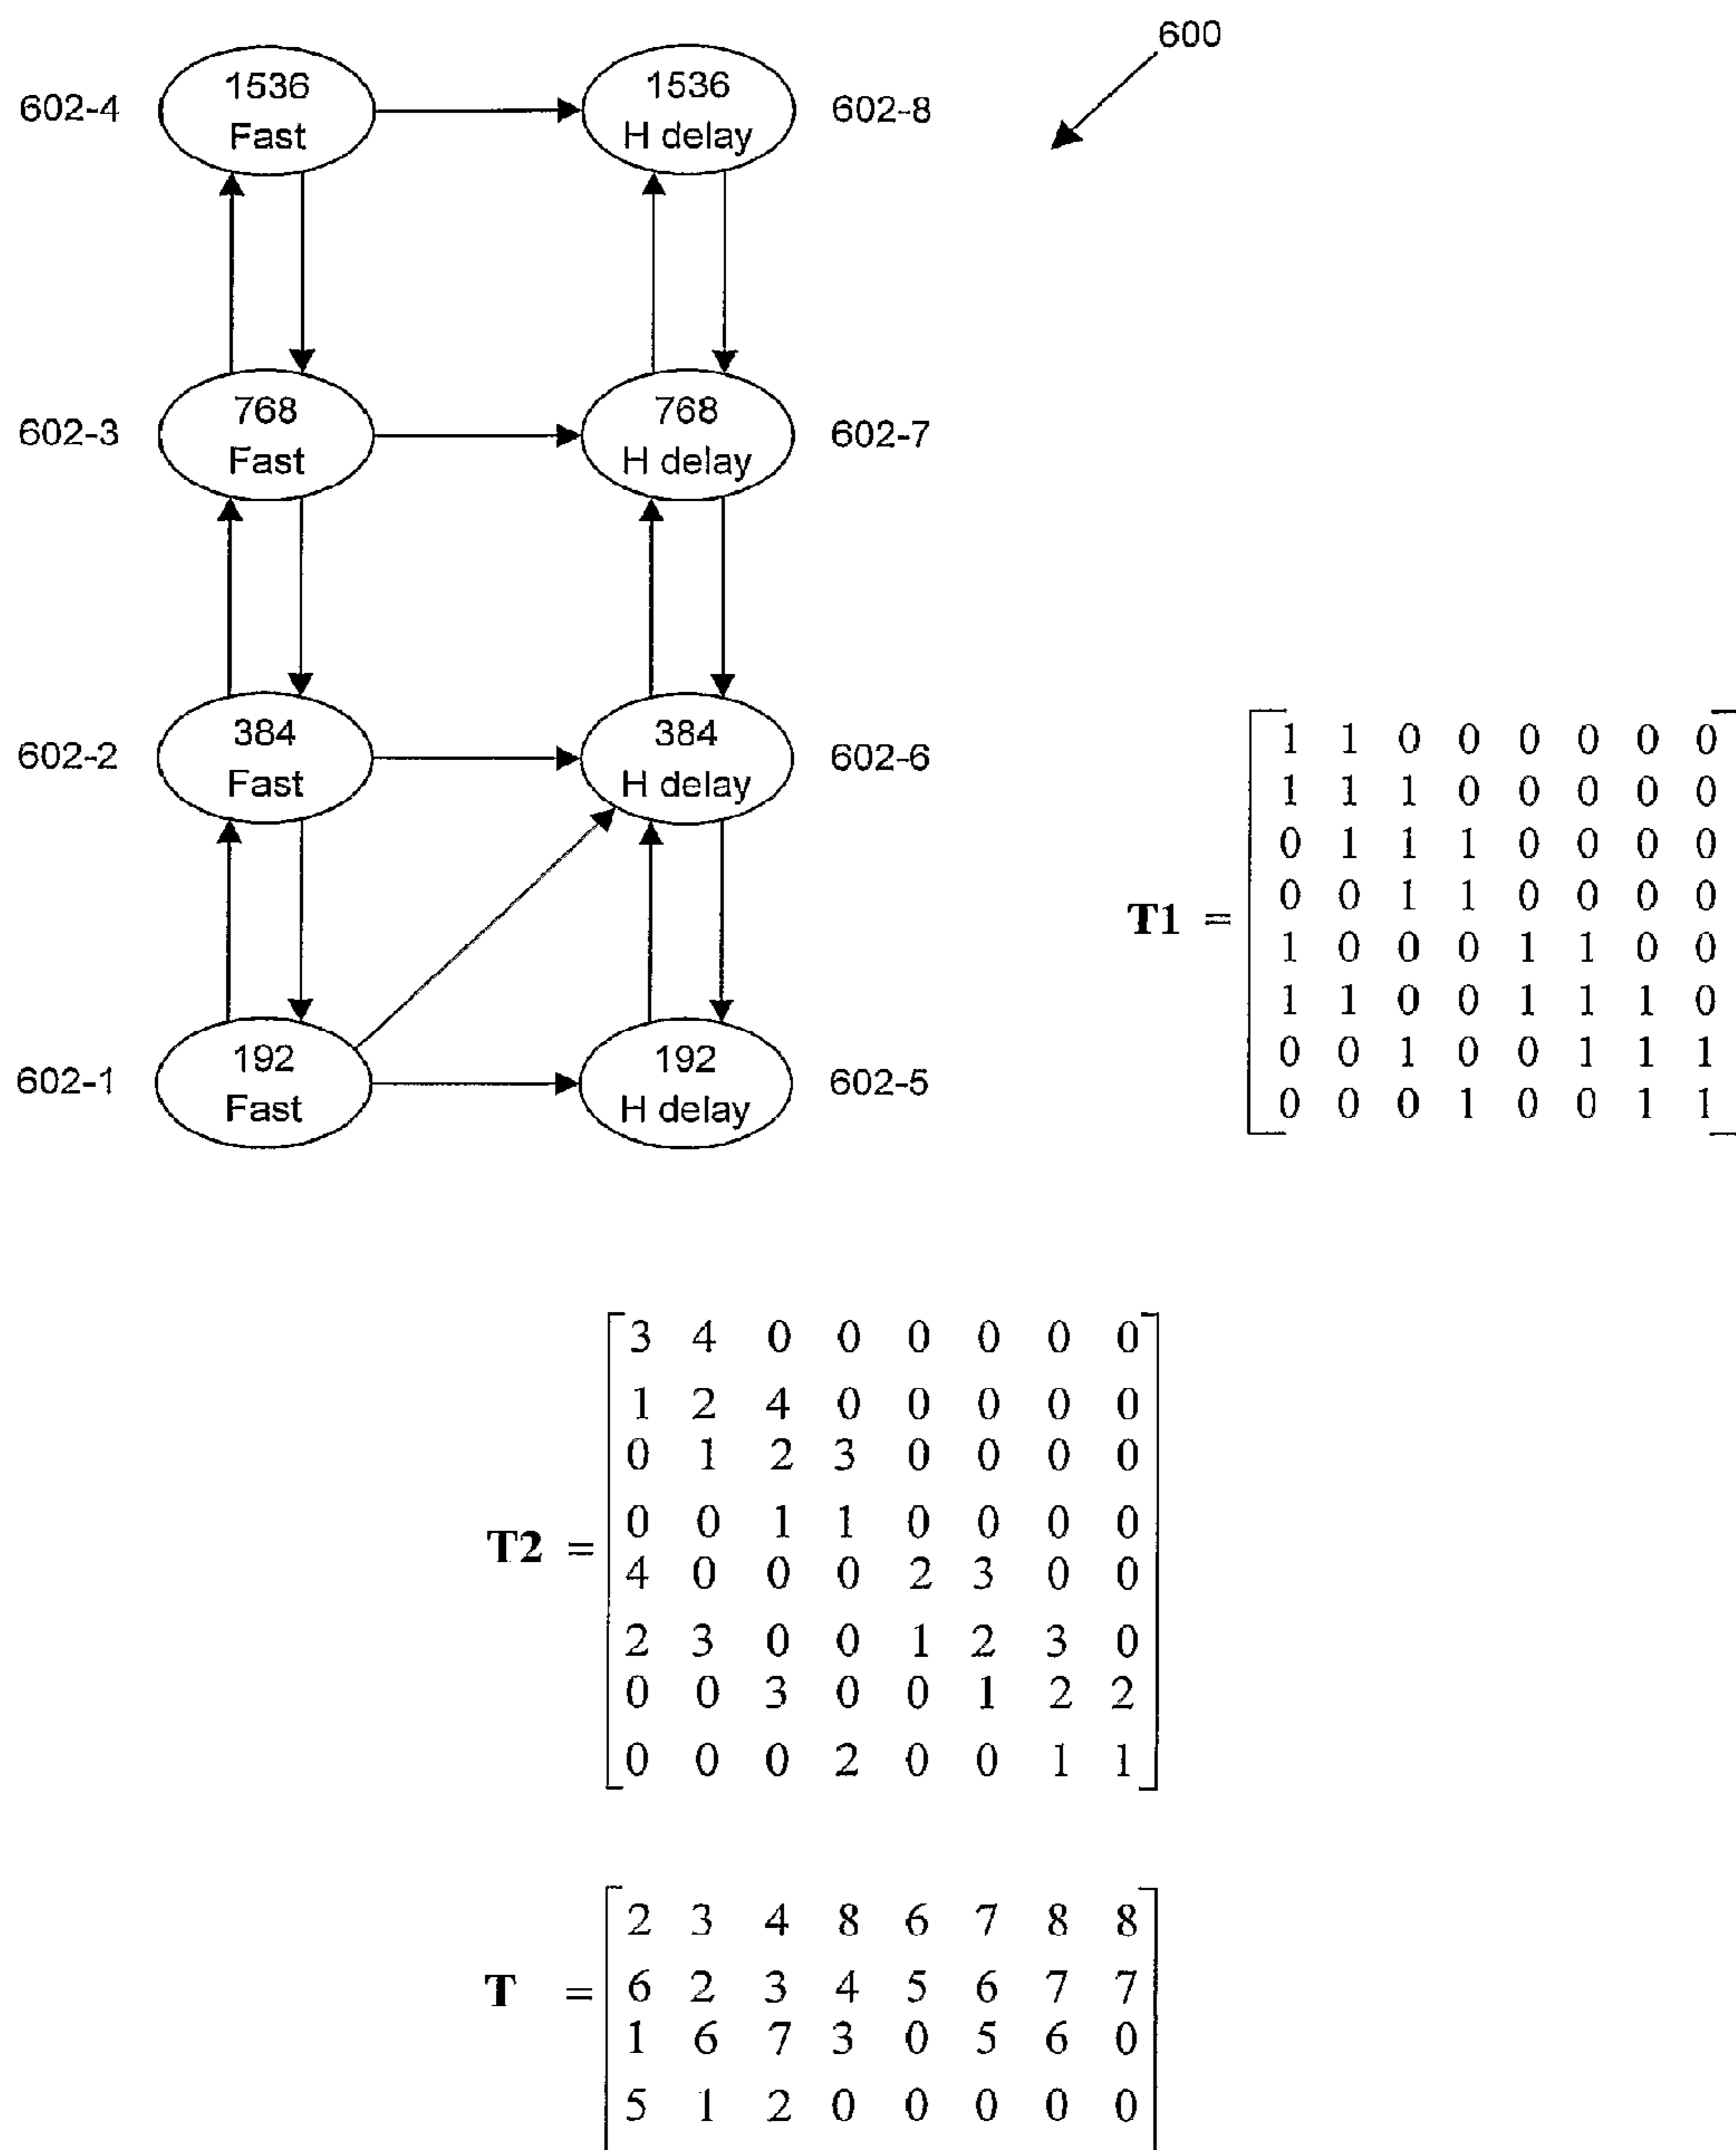 600
602-4
1536
Fast
1536
H delay
602-8
602-3
768
Fast
768
H delay
602-7
602-2
384
Fast
384
H delay
602-6
602-1
192
Fast
192
H delay
602-5
T1 =
1 1 0 0 0 0 0 0
1 1 1 0 0 0 0 0
0 1 1 1 0 0 0 0
0 0 1 1 0 0 0 0
1 0 0 0 1 1 0 0
1 1 0 0 1 1 1 0
0 0 1 0 0 1 1 1
0 0 0 1 0 0 1 1
T2 =
3 4 0 0 0 0 0 0
1 2 4 0 0 0 0 0
0 1 2 3 0 0 0 0
0 0 1 1 0 0 0 0
4 0 0 0 2 3 0 0
2 3 0 0 1 2 3 0
0 0 3 0 0 1 2 2
0 0 0 2 0 0 1 1
T =
2 3 4 8 6 7 8 8
6 2 3 4 5 6 7 7
1 6 7 3 0 5 6 0
5 1 2 0 0 0 0 0